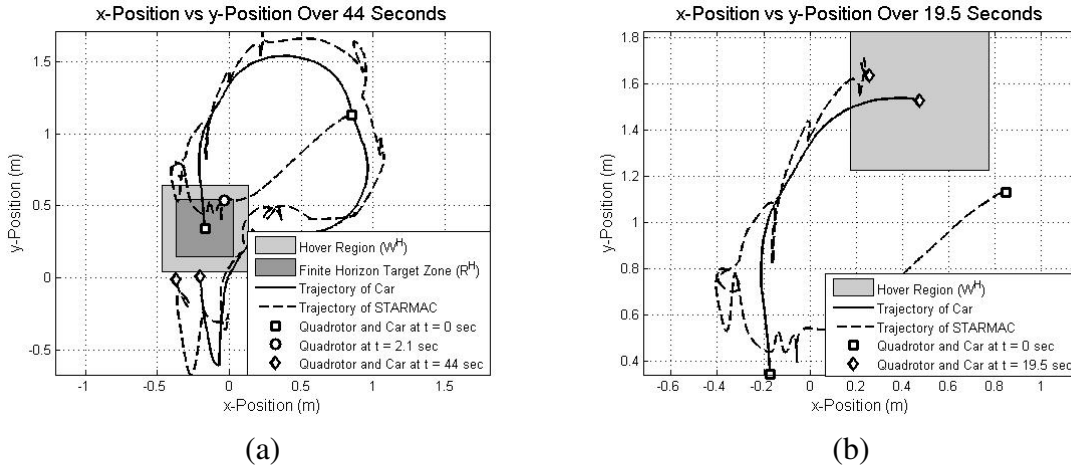 x-Position vs y-Position Over 44 Seconds
1.5
1
0.5
0
-0.5
y-Position (m)
-1
-0.5
0
0.5
1
1.5
x-Position (m)
Hover Region (W^H)
Finite Horizon Target Zone (R^H)
Trajectory of Car
Trajectory of STARMAC
Quadrotor and Car at t = 0 sec
Quadrotor at t = 2.1 sec
Quadrotor and Car at t = 44 sec
(a)
x-Position vs y-Position Over 19.5 Seconds
1.8
1.6
1.4
1.2
1
0.8
0.6
0.4
y-Position (m)
-0.6
-0.4
-0.2
0
0.2
0.4
0.6
0.8
1
x-Position (m)
Hover Region (W^H)
Trajectory of Car
Trajectory of STARMAC
Quadrotor and Car at t = 0 sec
Quadrotor and Car at t = 19.5 sec
(b)